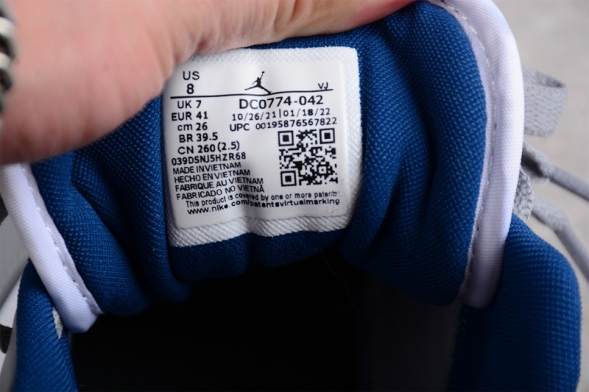 US
8
VJ
UK 7 DC0774-042
EUR 41 10/26/21|01/18/22
cm 26 UPC 00195876567822
BR 39.5
CN 260 (2.5)
039DSNJ5HZR68
MADE IN VIETNAM
HECHO EN VIETNAM
FABRIQUE AU VIETNAM
FABRICADO NO VIETNÃ
This product is covered by one or more patents
www.nike.com/patents#virtualmarking